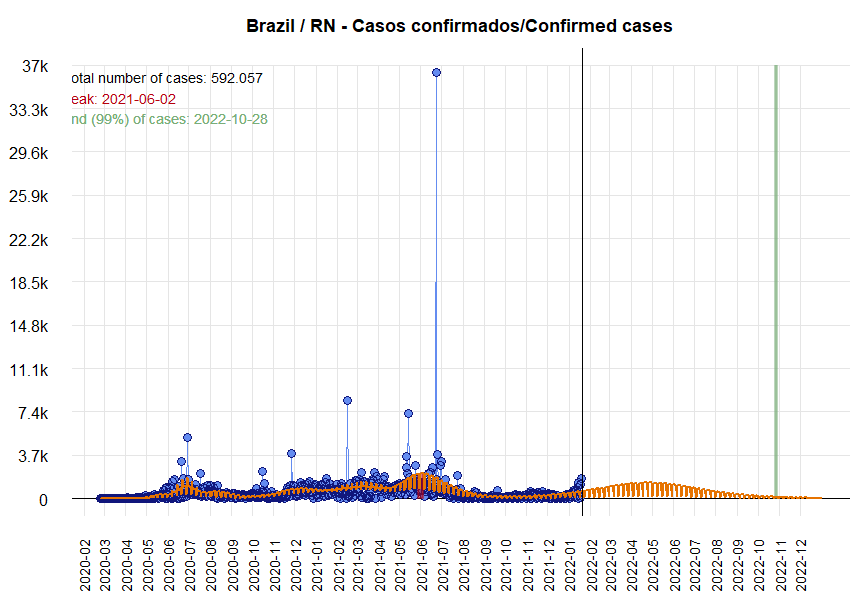 Brazil / RN - Casos confirmados/Confirmed cases
otal number of cases: 592.057
eak: 2021-06-02
nd (99%) of cases: 2022-10-28
37k
33.3k
29.6k
25.9k
22.2k
18.5k
14.8k
11.1k
7.4k
3.7k
0
2020-02
2020-03
2020-04
2020-05
2020-06
2020-07
2020-08
2020-09
2020-10
2020-11
2020-12
2021-01
2021-02
2021-03
2021-04
2021-05
2021-06
2021-07
2021-08
2021-09
2021-10
2021-11
2021-12
2022-01
2022-02
2022-03
2022-04
2022-05
2022-06
2022-07
2022-08
2022-09
2022-10
2022-11
2022-12